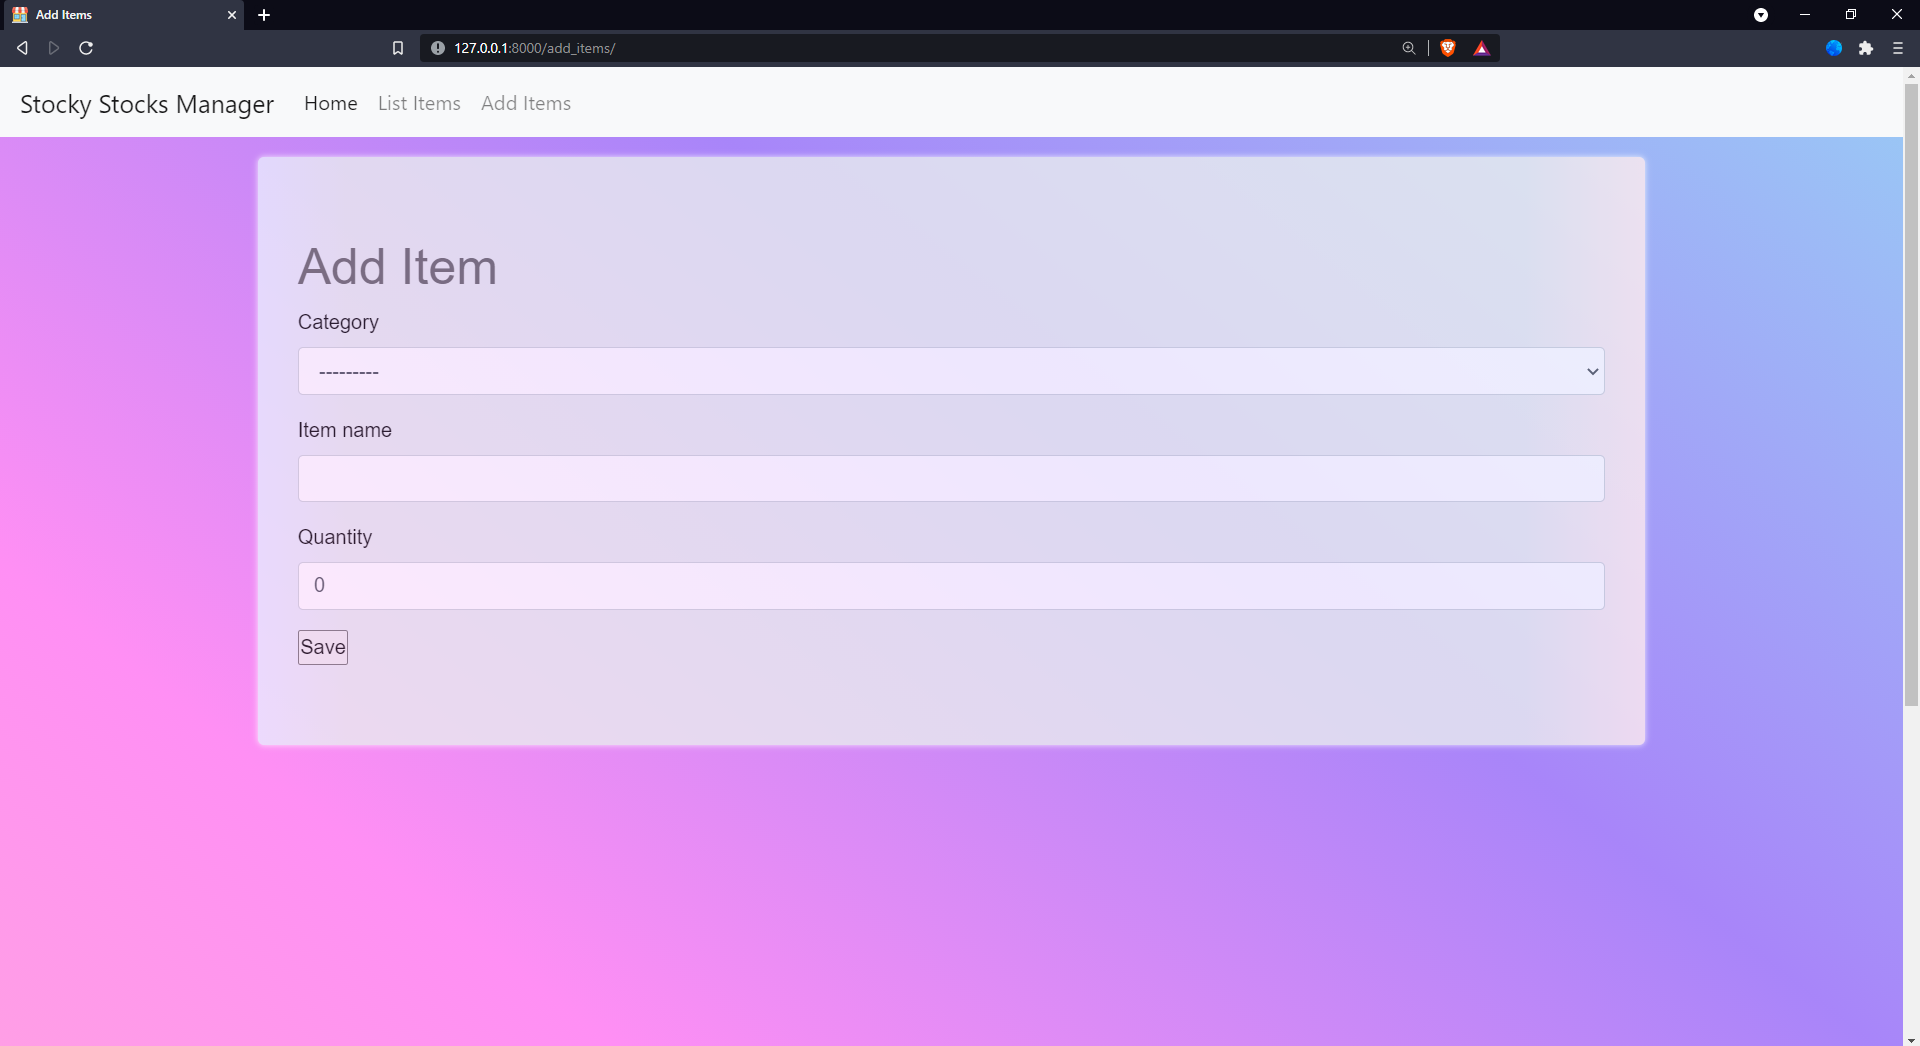 Add Items
127.0.0.1:8000/add_items/
Stocky Stocks Manager Home List Items Add Items
Add Item
Category
---------
Item name
Quantity
0
Save